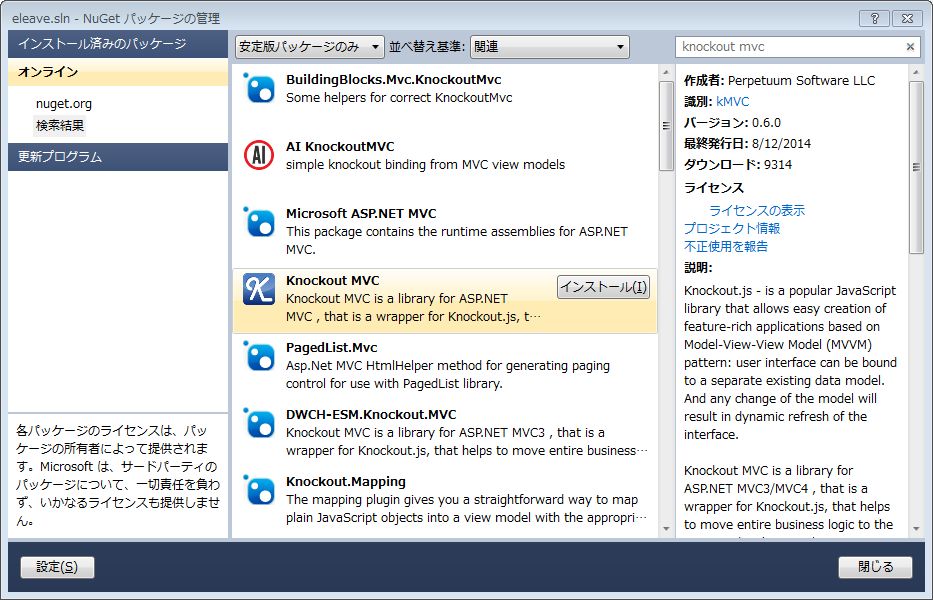 eleave.sln - NuGet パッケージの管理
インストール済みのパッケージ
オンライン
nuget.org
検索結果
更新プログラム
各パッケージのライセンスは、パッ
ケージの所有者によって提供されま
す。Microsoft は、サードパーティの
パッケージについて、一切責任を負わ
ず、いかなるライセンスも提供しませ
ん。
安定版パッケージのみ 並べ替え基準: 関連
BuildingBlocks.Mvc.KnockoutMvc
Some helpers for correct KnockoutMvc
AI
AI KnockoutMVC
simple knockout binding from MVC view models
Microsoft ASP.NET MVC
This package contains the runtime assemblies for ASP.NET
MVC.
K
Knockout MVC
インストール(I)
Knockout MVC is a library for ASP.NET
MVC , that is a wrapper for Knockout.js, t…
PagedList.Mvc
Asp.Net MVC HtmlHelper method for generating paging
control for use with PagedList library.
DWCH-ESM.Knockout.MVC
Knockout MVC is a library for ASP.NET MVC3 , that is a
wrapper for Knockout.js, that helps to move entire business…
Knockout.Mapping
The mapping plugin gives you a straightforward way to map
plain JavaScript objects into a view model with the appropri…
knockout mvc
作成者: Perpetuum Software LLC
識別: kMVC
バージョン: 0.6.0
最終発行日: 8/12/2014
ダウンロード: 9314
ライセンス
ライセンスの表示
プロジェクト情報
不正使用を報告
説明:
Knockout.js - is a popular JavaScript
library that allows easy creation of
feature-rich applications based on
Model-View-View Model (MVVM)
pattern: user interface can be bound
to a separate existing data model.
And any change of the model will
result in dynamic refresh of the
interface.
Knockout MVC is a library for
ASP.NET MVC3/MVC4 , that is a
wrapper for Knockout.js, that helps
to move entire business logic to the
設定(S)
閉じる